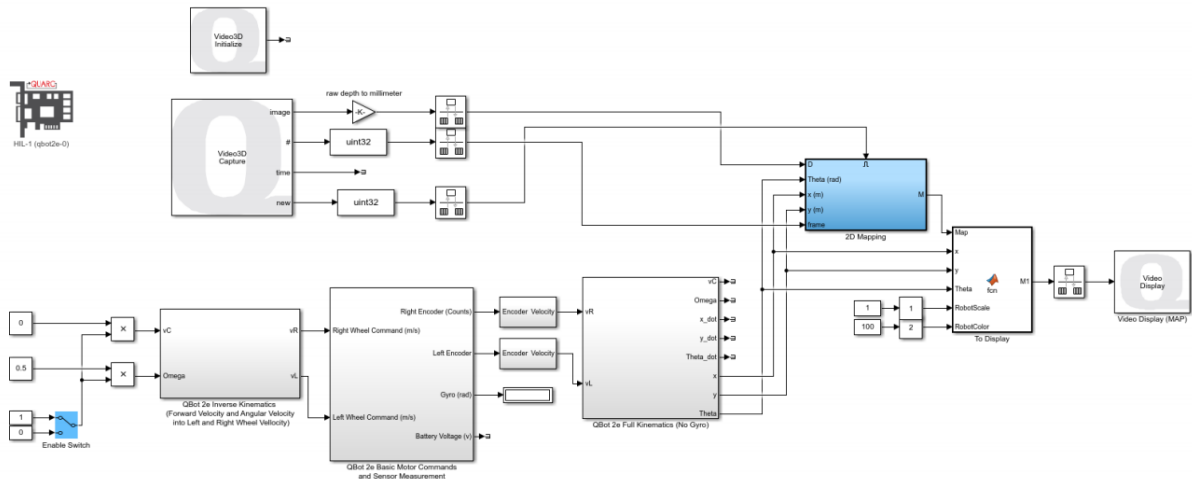 Video3D
Initialize
QUARC
HIL-1 (qbot2e-0)
raw depth to millimeter
Video3D
Capture
image
#
time
new
-K-
uint32
uint32
D
Theta (rad)
x (m)
y (m)
frame
M
2D Mapping
Map
x
y
Theta
RobotScale
RobotColor
fcn
M1
To Display
1
100
1
2
Video
Display
Video Display (MAP)
0
0.5
1
0
Enable Switch
×
×
vC
Omega
vR
vL
QBot 2e Inverse Kinematics
(Forward Velocity and Angular Velocity
into Left and Right Wheel Vellocity)
Right Wheel Command (m/s)
Left Wheel Command (m/s)
Right Encoder (Counts)
Left Encoder
Gyro (rad)
Battery Voltage (v)
QBot 2e Basic Motor Commands
and Sensor Measurement
Encoder Velocity
Encoder Velocity
vR
vL
vC
Omega
x_dot
y_dot
Theta_dot
x
y
Theta
QBot 2e Full Kinematics (No Gyro)